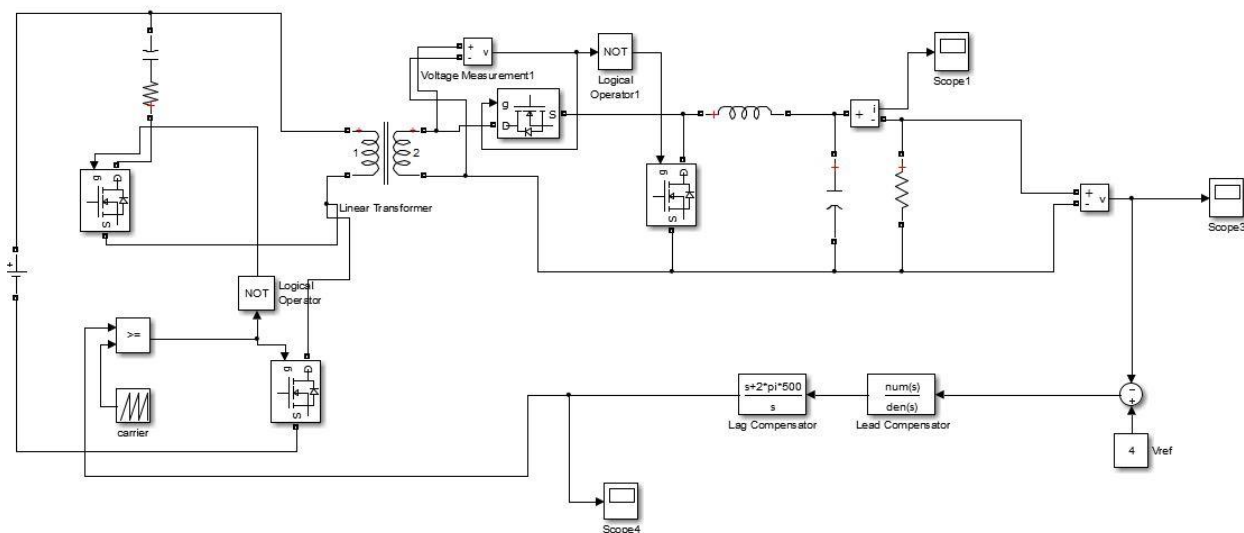 +
-
v
Voltage Measurement1
NOT
Logical
Operator1
Scope1
g
D
S
+
i
-
1
2
Linear Transformer
g
D
S
g
D
S
+
-
v
Scope3
+
NOT
Logical
Operator
>=
carrier
g
D
S
s+2*pi*500
s
Lag Compensator
num(s)
den(s)
Lead Compensator
-
+
4
Vref
Scope4